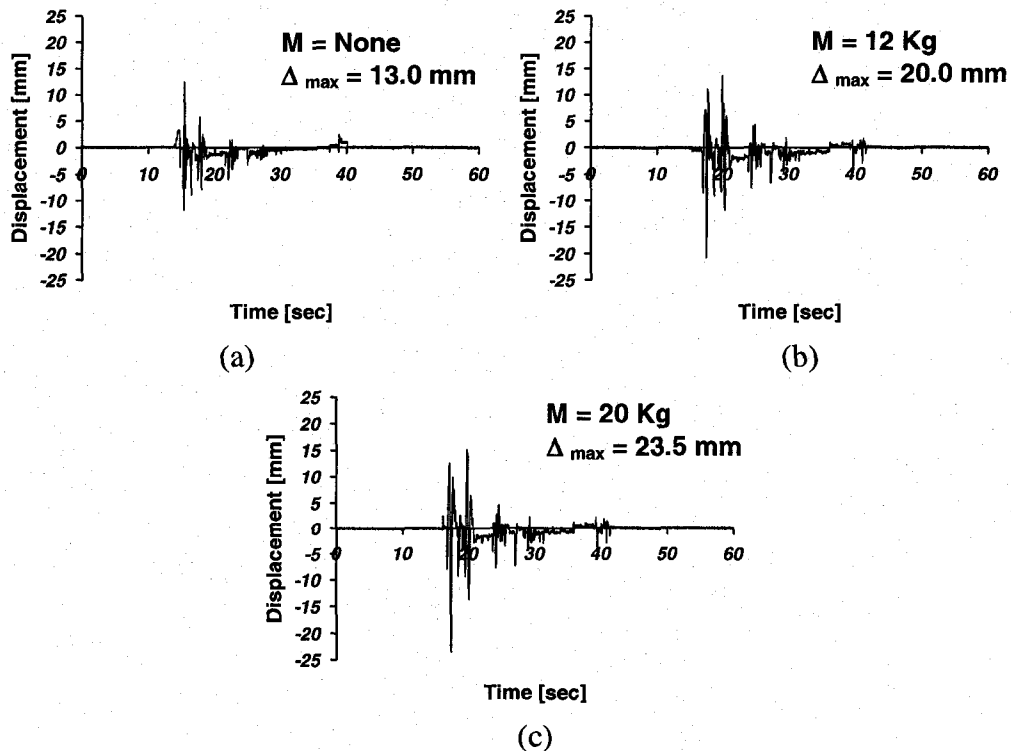 25
20
15
10
5
0
-5
-10
-15
-20
-25
Displacement [mm]
M = None
Δ max = 13.0 mm
0 10 20 30 40 50 60
Time [sec]
(a)
25
20
15
10
5
0
-5
-10
-15
-20
-25
Displacement [mm]
M = 12 Kg
Δ max = 20.0 mm
0 10 20 30 40 50 60
Time [sec]
(b)
25
20
15
10
5
0
-5
-10
-15
-20
-25
Displacement [mm]
M = 20 Kg
Δ max = 23.5 mm
0 10 20 30 40 50 60
Time [sec]
(c)